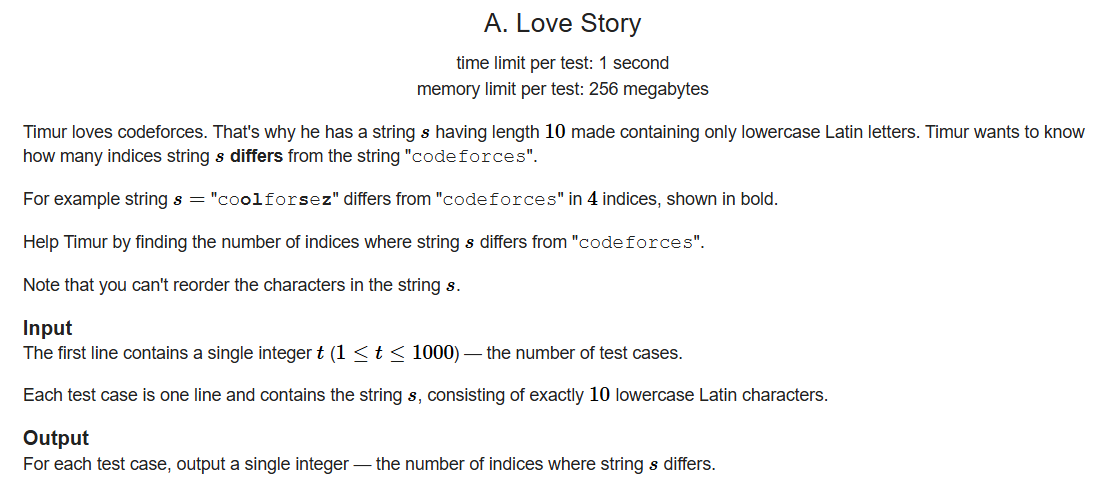 A. Love Story
time limit per test: 1 second
memory limit per test: 256 megabytes
Timur loves codeforces. That's why he has a string s having length 10 made containing only lowercase Latin letters. Timur wants to know
how many indices string s differs from the string "codeforces".
For example string s = "coolforsez" differs from "codeforces" in 4 indices, shown in bold.
Help Timur by finding the number of indices where string s differs from "codeforces".
Note that you can't reorder the characters in the string s.
Input
The first line contains a single integer t (1 ≤ t ≤ 1000) — the number of test cases.
Each test case is one line and contains the string s, consisting of exactly 10 lowercase Latin characters.
Output
For each test case, output a single integer — the number of indices where string s differs.